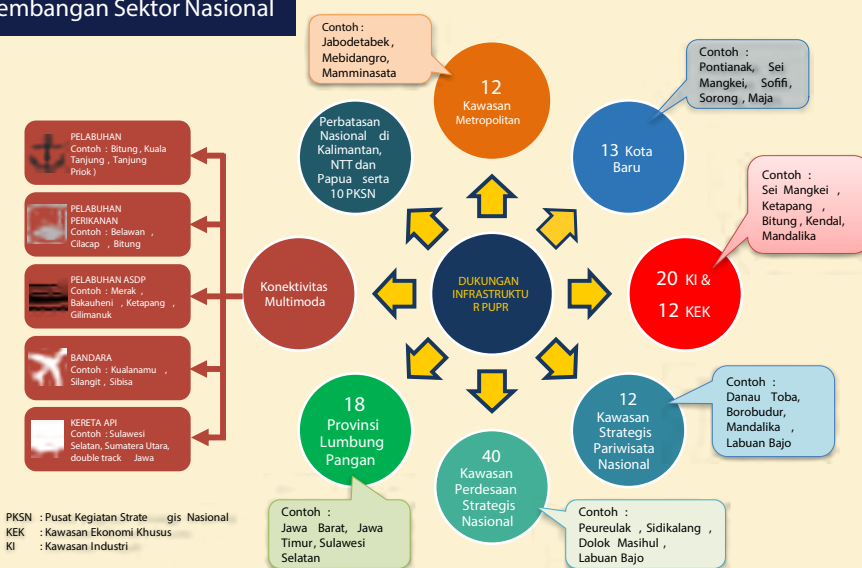 embangan Sektor Nasional
Contoh :
Jabodetabek,
Mebidangro,
Mamminasata
12
Kawasan
Metropolitan
Contoh :
Pontianak, Sei
Mangkei, Sofifi,
Sorong , Maja
13 Kota
Baru
Perbatasan
Nasional di
Kalimantan,
NTT dan
Papua serta
10 PKSN
PELABUHAN
Contoh : Bitung , Kuala
Tanjung , Tanjung
Priok )
PELABUHAN
PERIKANAN
Contoh : Belawan ,
Cilacap , Bitung
PELABUHAN ASDP
Contoh : Merak ,
Bakauheni , Ketapang ,
Gilimanuk
BANDARA
Contoh : Kualanamu ,
Silangit , Sibisa
KERETA API
Contoh : Sulawesi
Selatan, Sumatera Utara,
double track Jawa
Konektivitas
Multimoda
DUKUNGAN
INFRASTRUKTU
R PUPR
Contoh :
Sei Mangkei ,
Ketapang ,
Bitung , Kendal,
Mandalika
20 KI &
12 KEK
12
Kawasan
Strategis
Pariwisata
Nasional
Contoh :
Danau Toba,
Borobudur,
Mandalika ,
Labuan Bajo
18
Provinsi
Lumbung
Pangan
40
Kawasan
Perdesaan
Strategis
Nasional
Contoh :
Jawa Barat, Jawa
Timur, Sulawesi
Selatan
Contoh :
Peureulak , Sidikalang ,
Dolok Masihul ,
Labuan Bajo
PKSN : Pusat Kegiatan Strate gis Nasional
KEK : Kawasan Ekonomi Khusus
KI : Kawasan Industri